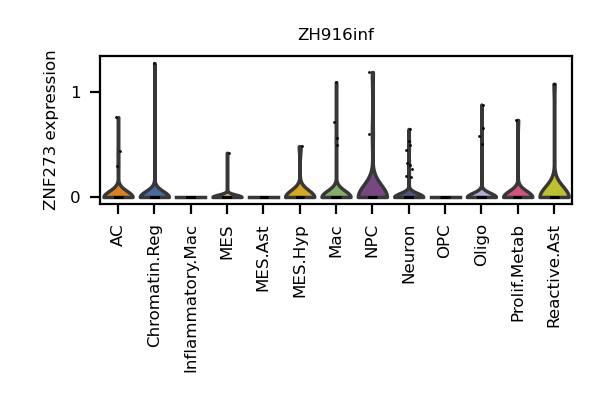 ZH916inf
ZNF273 expression
1
0
AC
Chromatin.Reg
Inflammatory.Mac
MES
MES.Ast
MES.Hyp
Mac
NPC
Neuron
OPC
Oligo
Prolif.Metab
Reactive.Ast